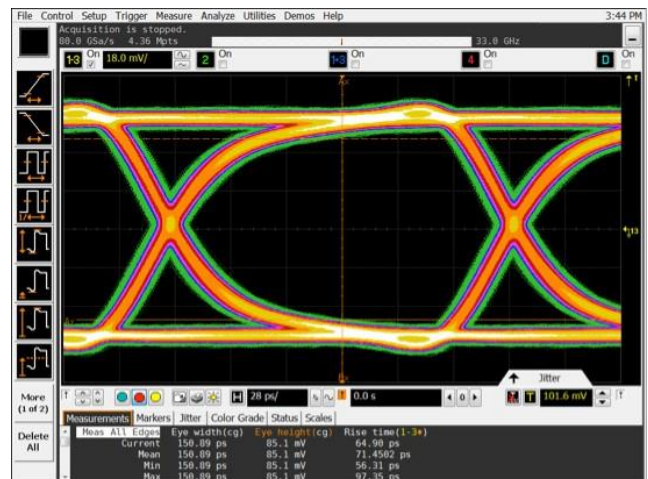 File Control Setup Trigger Measure Analyze Utilities Demos Help 3:44 PM
Acquisition is stopped.
80.0 GSa/s 4.36 Mpts 33.0 GHz
1-3 On 18.0 mV/ 2 On 1-3 On 4 On D On
Ax
T
13
Ay
Bx
Jitter
More
(1 of 2)
H 28 ps/ 0.0 s 0 T 101.6 mV
Measurements Markers Jitter Color Grade Status Scales
Delete
All
Meas All Edges Eye width(cg) Eye height(cg) Rise time(1-3)
Current 150.89 ps 85.1 mV 64.90 ps
Mean 150.89 ps 85.1 mV 71.4502 ps
Min 150.89 ps 85.1 mV 56.31 ps
Max 150.89 ps 85.1 mV 97.35 ps